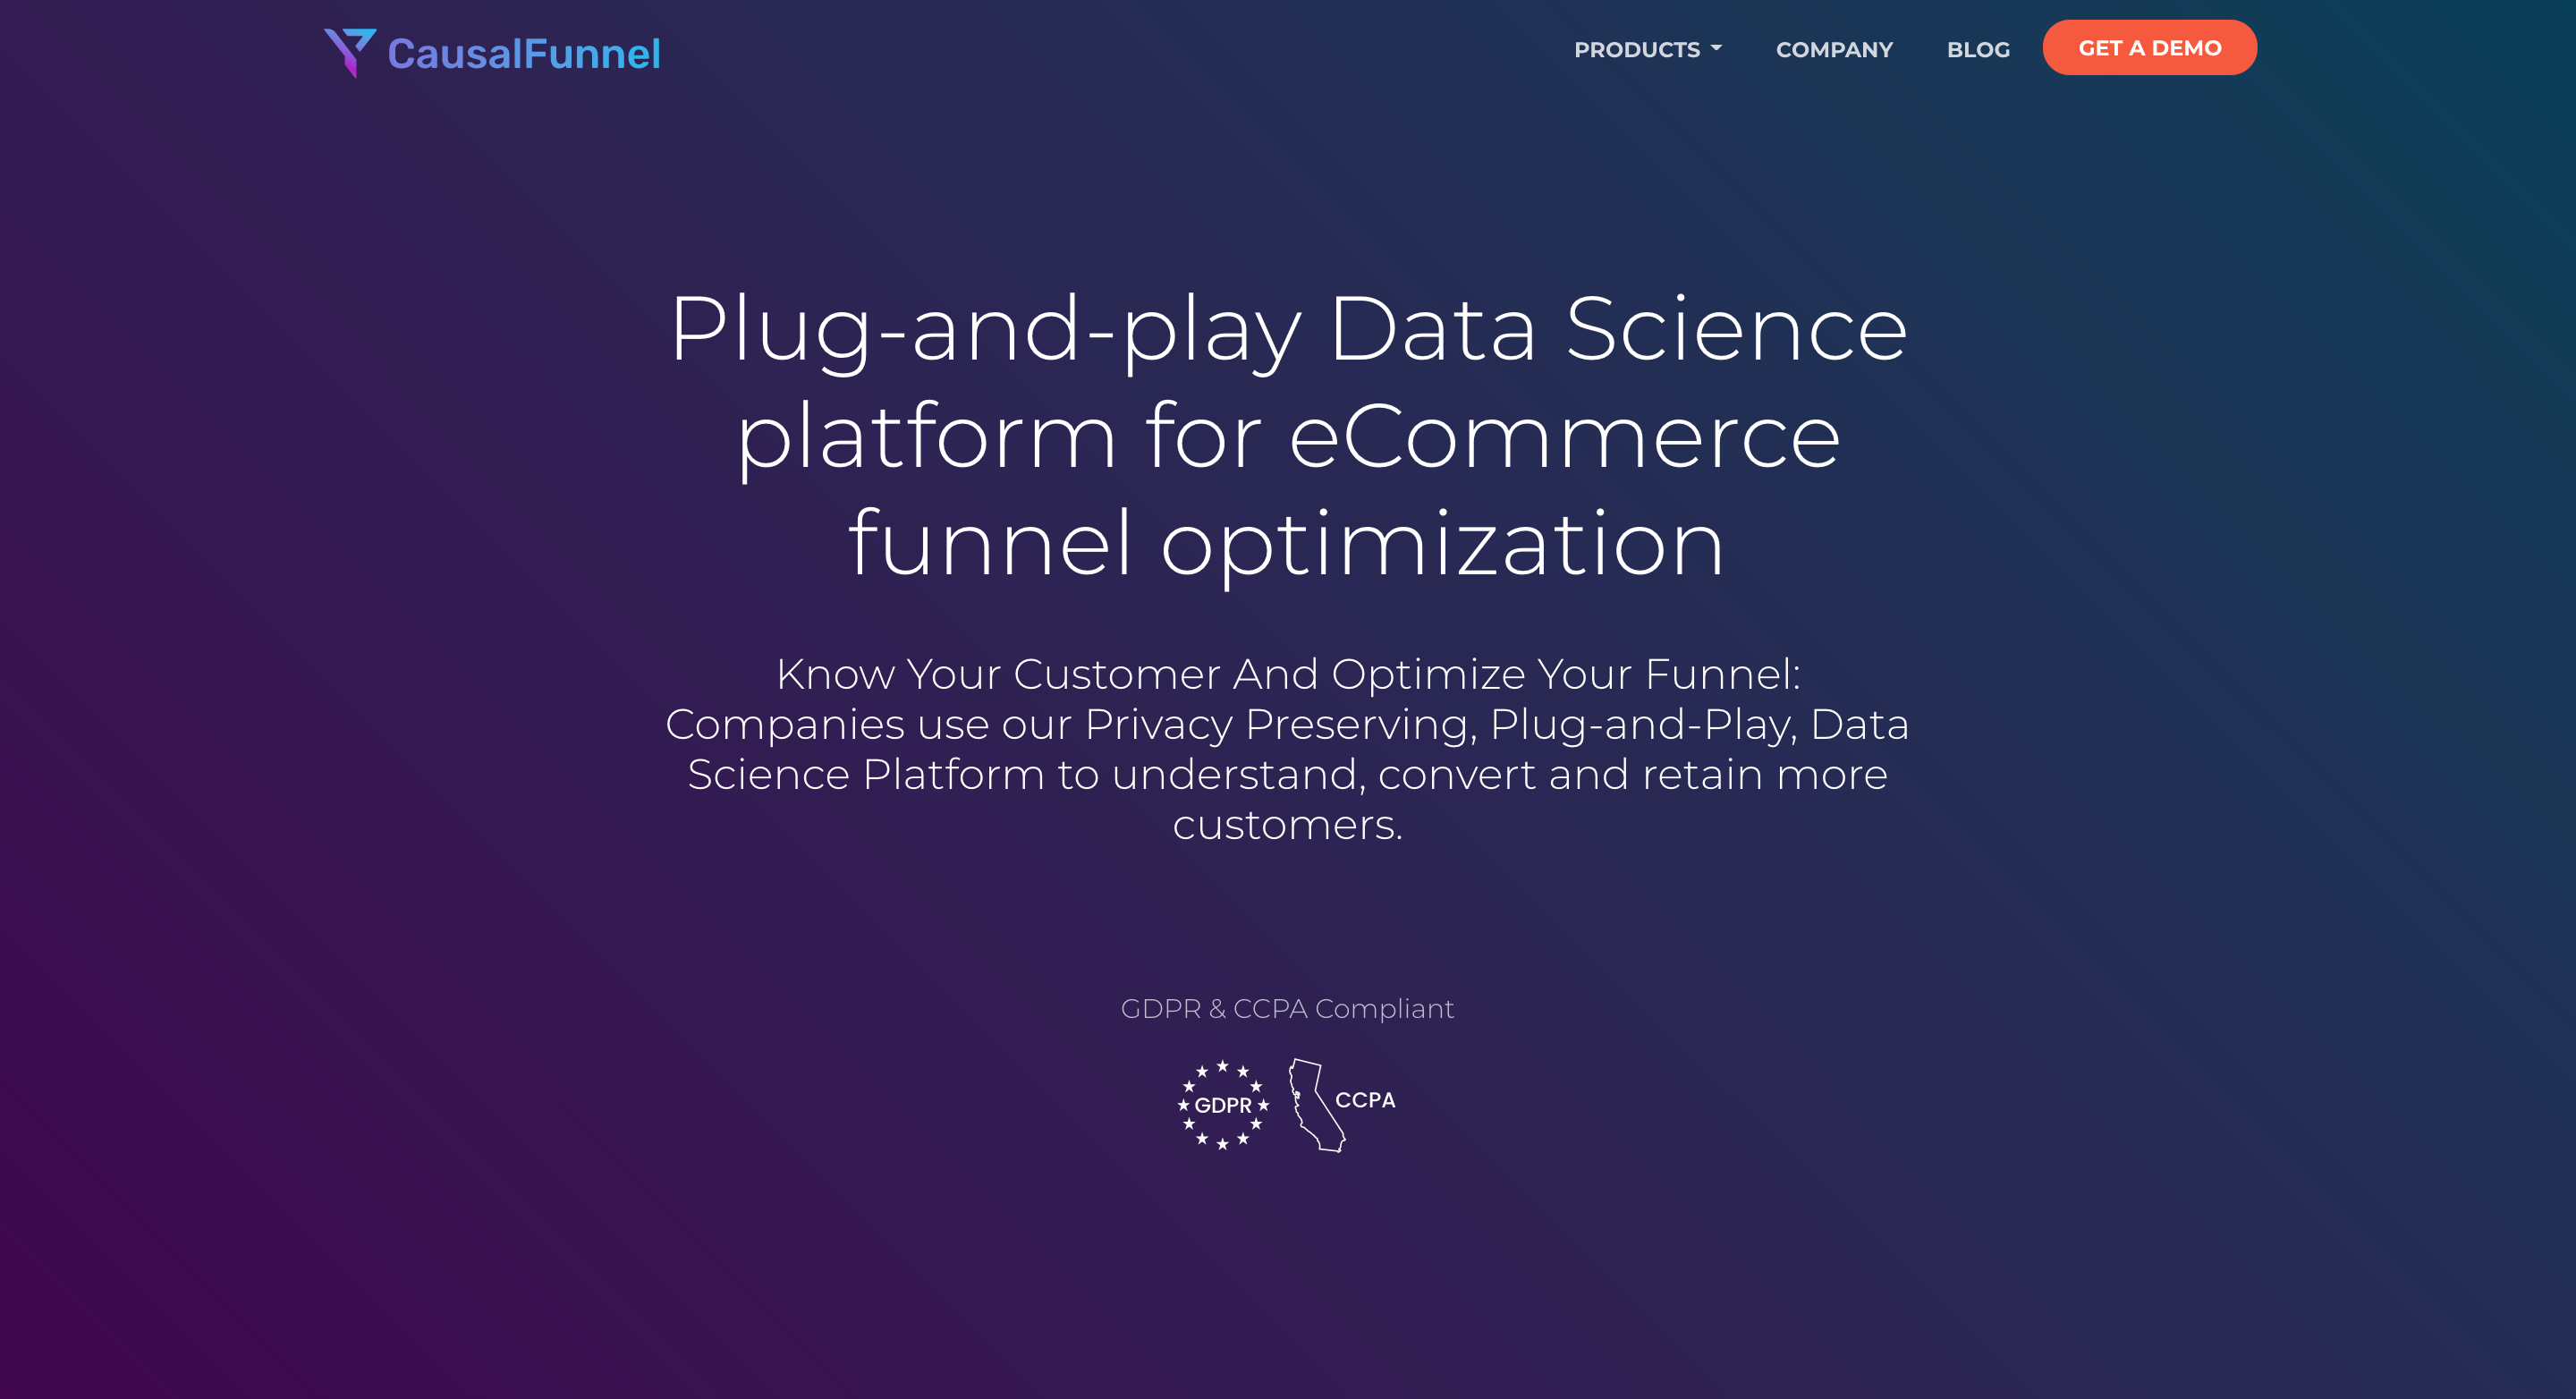 CausalFunnel
PRODUCTS
COMPANY
BLOG
GET A DEMO
Plug-and-play Data Science
platform for eCommerce
funnel optimization
Know Your Customer And Optimize Your Funnel:
Companies use our Privacy Preserving, Plug-and-Play, Data
Science Platform to understand, convert and retain more
customers.
GDPR & CCPA Compliant
GDPR
CCPA